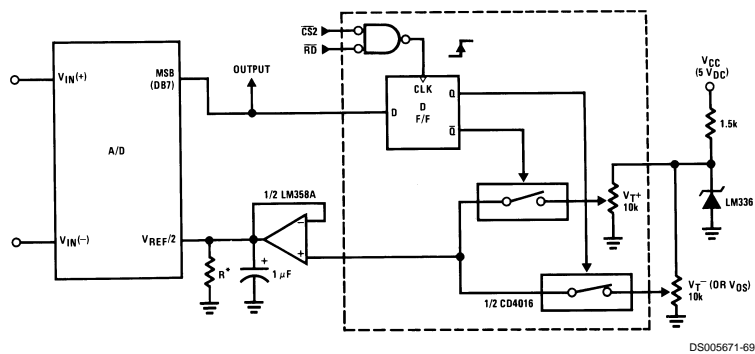 CS2
RD
VCC
(5 VDC)
VIN(+)
MSB
(DB7)
OUTPUT
CLK
D
D
F/F
Q
Q
1.5k
A/D
LM336
1/2 LM358A
VT+
10k
VIN(−)
VREF/2
−
+
R*
+
1 µF
1/2 CD4016
VT− (OR VOS)
10k
DS005671-69